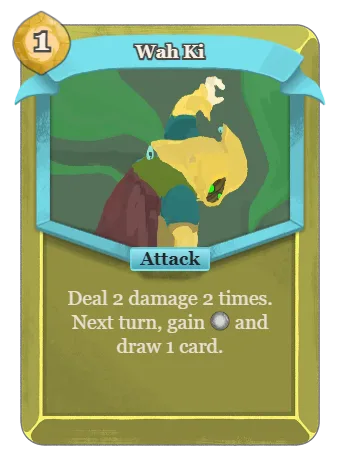 1
Wah Ki
Attack
Deal 2 damage 2 times.
Next turn, gain and
draw 1 card.